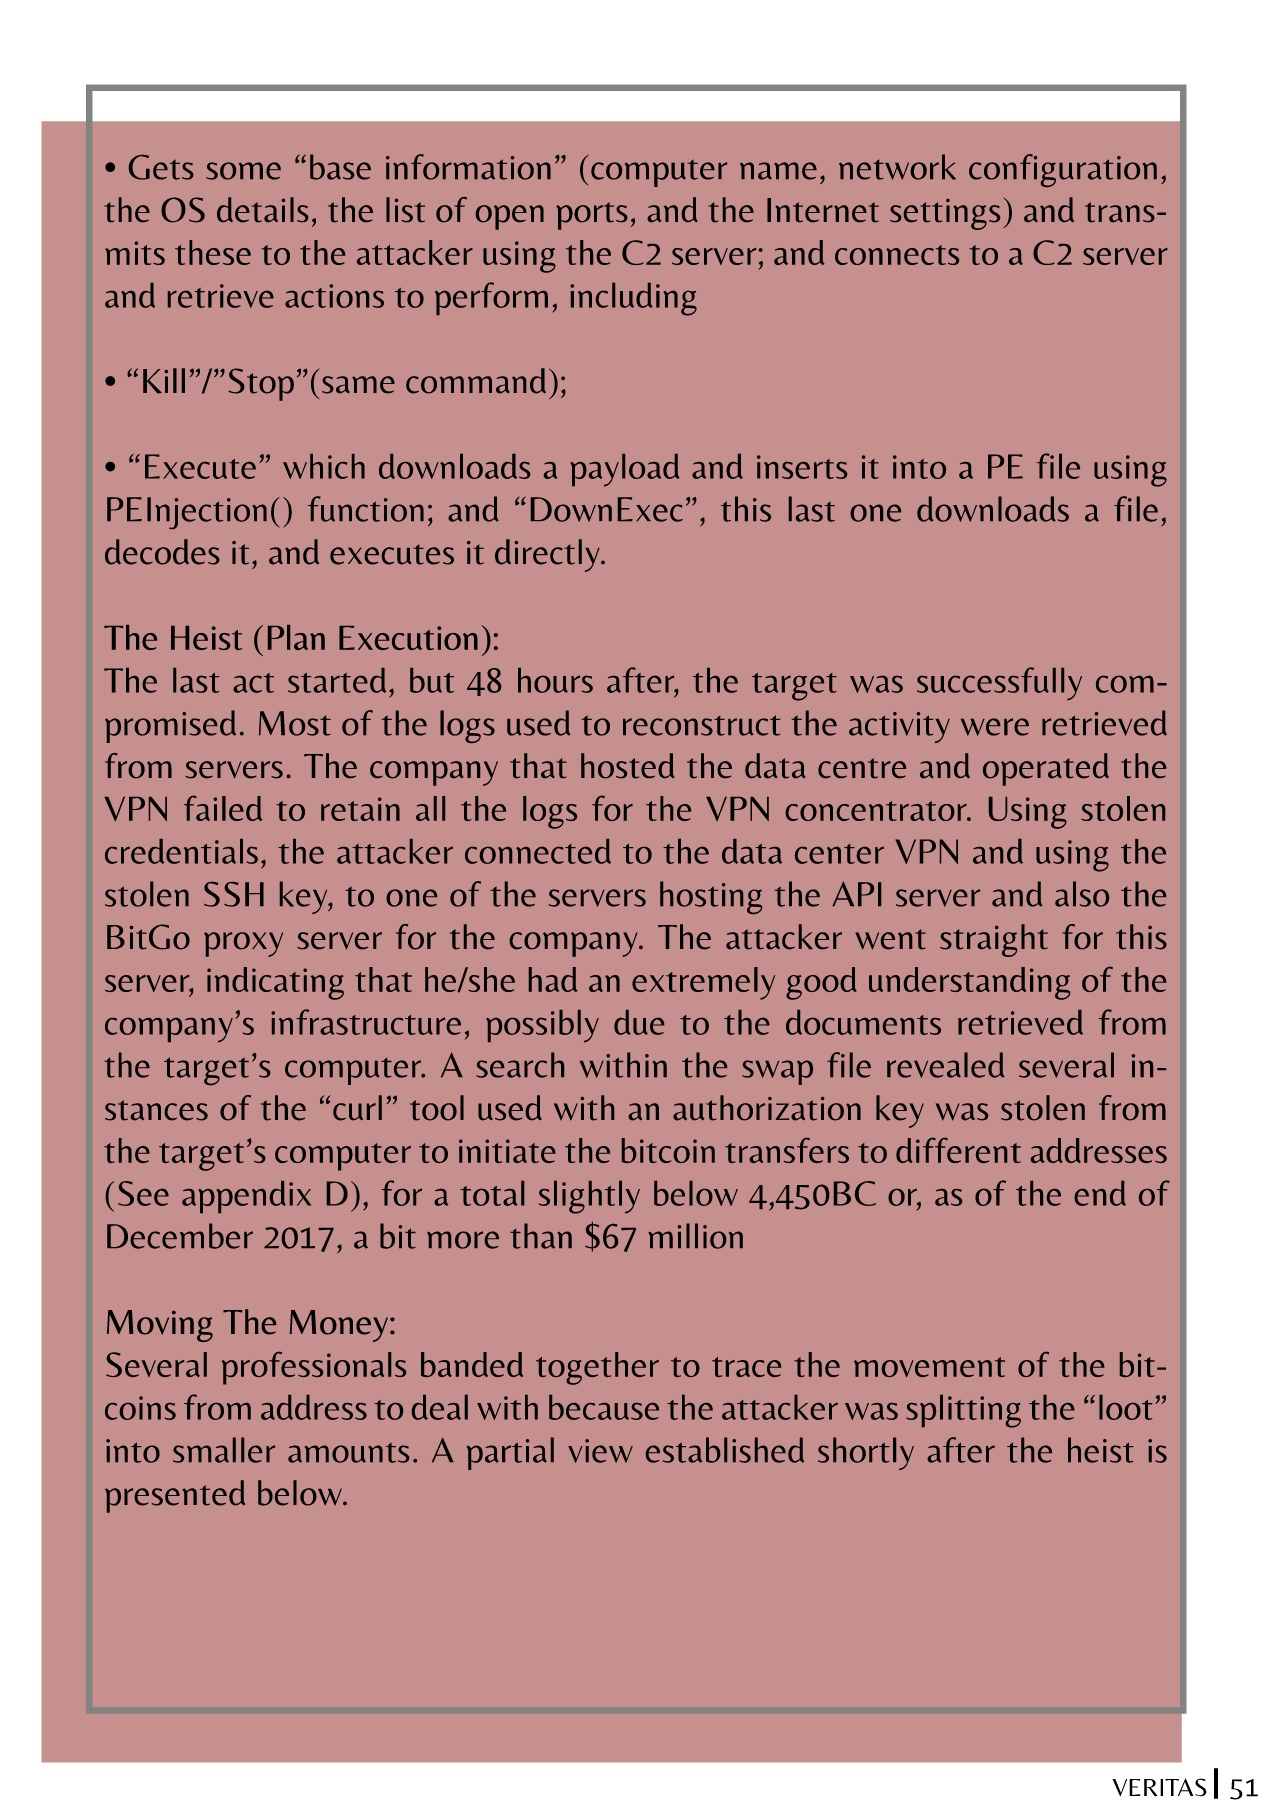 • Gets some “base information” (computer name, network configuration,
the OS details, the list of open ports, and the Internet settings) and trans-
mits these to the attacker using the C2 server; and connects to a C2 server
and retrieve actions to perform, including
• “Kill”/”Stop”(same command);
• “Execute” which downloads a payload and inserts it into a PE file using
PEInjection() function; and “DownExec”, this last one downloads a file,
decodes it, and executes it directly.
The Heist (Plan Execution):
The last act started, but 48 hours after, the target was successfully com-
promised. Most of the logs used to reconstruct the activity were retrieved
from servers. The company that hosted the data centre and operated the
VPN failed to retain all the logs for the VPN concentrator. Using stolen
credentials, the attacker connected to the data center VPN and using the
stolen SSH key, to one of the servers hosting the API server and also the
BitGo proxy server for the company. The attacker went straight for this
server, indicating that he/she had an extremely good understanding of the
company’s infrastructure, possibly due to the documents retrieved from
the target’s computer. A search within the swap file revealed several in-
stances of the “curl” tool used with an authorization key was stolen from
the target’s computer to initiate the bitcoin transfers to different addresses
(See appendix D), for a total slightly below 4,450BC or, as of the end of
December 2017, a bit more than $67 million
Moving The Money:
Several professionals banded together to trace the movement of the bit-
coins from address to deal with because the attacker was splitting the “loot”
into smaller amounts. A partial view established shortly after the heist is
presented below.
VERITAS | 51